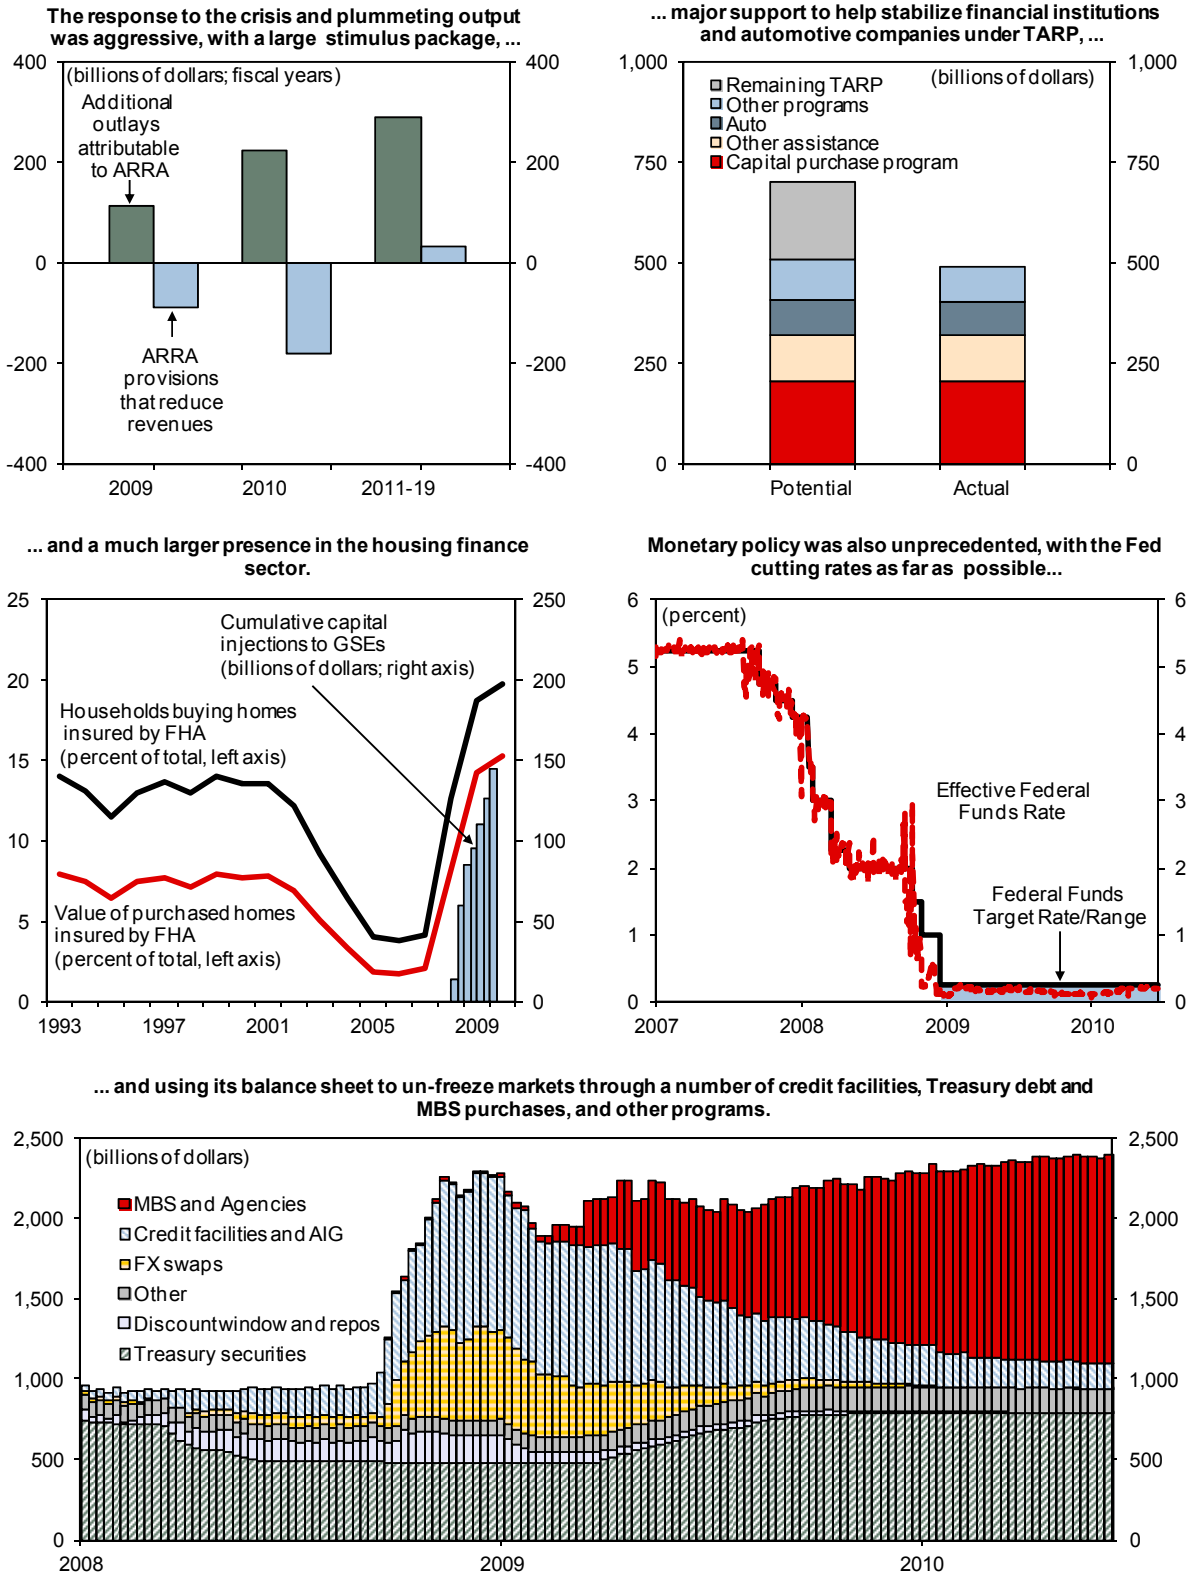 The response to the crisis and plummeting output
was aggressive, with a large stimulus package, ...
400
400
(billions of dollars; fiscal years)
Additional
outlays
attributable
to ARRA
200
200
0
0
ARRA
provisions
that reduce
revenues
-200
-200
-400
-400
2009
2010
2011-19
... major support to help stabilize financial institutions
and automotive companies under TARP, ...
1,000
1,000
(billions of dollars)
Remaining TARP
Other programs
Auto
Other assistance
Capital purchase program
750
750
500
500
250
250
0
0
Potential
Actual
... and a much larger presence in the housing finance
sector.
25
250
Cumulative capital
injections to GSEs
(billions of dollars; right axis)
20
200
Households buying homes
insured by FHA
(percent of total, left axis)
15
150
10
100
Value of purchased homes
insured by FHA
(percent of total, left axis)
5
50
0
0
1993
1997
2001
2005
2009
Monetary policy was also unprecedented, with the Fed
cutting rates as far as possible...
6
6
(percent)
5
5
4
4
3
3
Effective Federal
Funds Rate
2
2
Federal Funds
Target Rate/Range
1
1
0
0
2007
2008
2009
2010
... and using its balance sheet to un-freeze markets through a number of credit facilities, Treasury debt and
MBS purchases, and other programs.
2,500
2,500
(billions of dollars)
MBS and Agencies
Credit facilities and AIG
FX swaps
Other
Discount window and repos
Treasury securities
2,000
2,000
1,500
1,500
1,000
1,000
500
500
0
0
2008
2009
2010